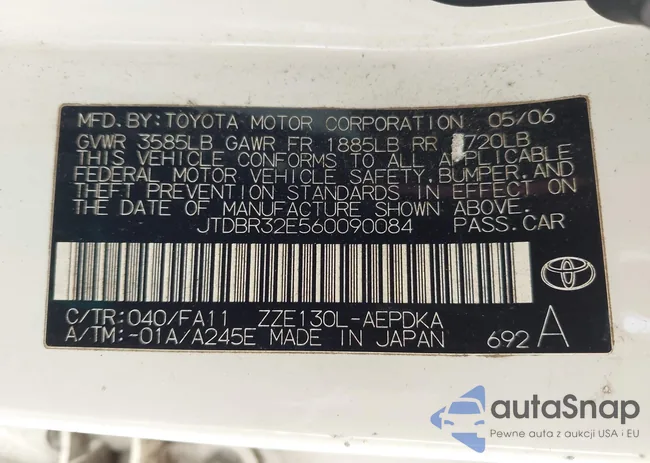 MFD. BY: TOYOTA MOTOR CORPORATION 05/06
GVWR 3585LB GAWR FR 1885LB RR 1720LB
THIS VEHICLE CONFORMS TO ALL APPLICABLE
FEDERAL MOTOR VEHICLE SAFETY, BUMPER, AND
THEFT PREVENTION STANDARDS IN EFFECT ON
THE DATE OF MANUFACTURE SHOWN ABOVE.
JTDBR32E560090084 PASS.CAR
C/TR: 040/FA11 ZZE130L-AEPDKA
A/TM: -01A/A245E MADE IN JAPAN 692 A
autaSnap
Pewne auta z aukcji USA i EU